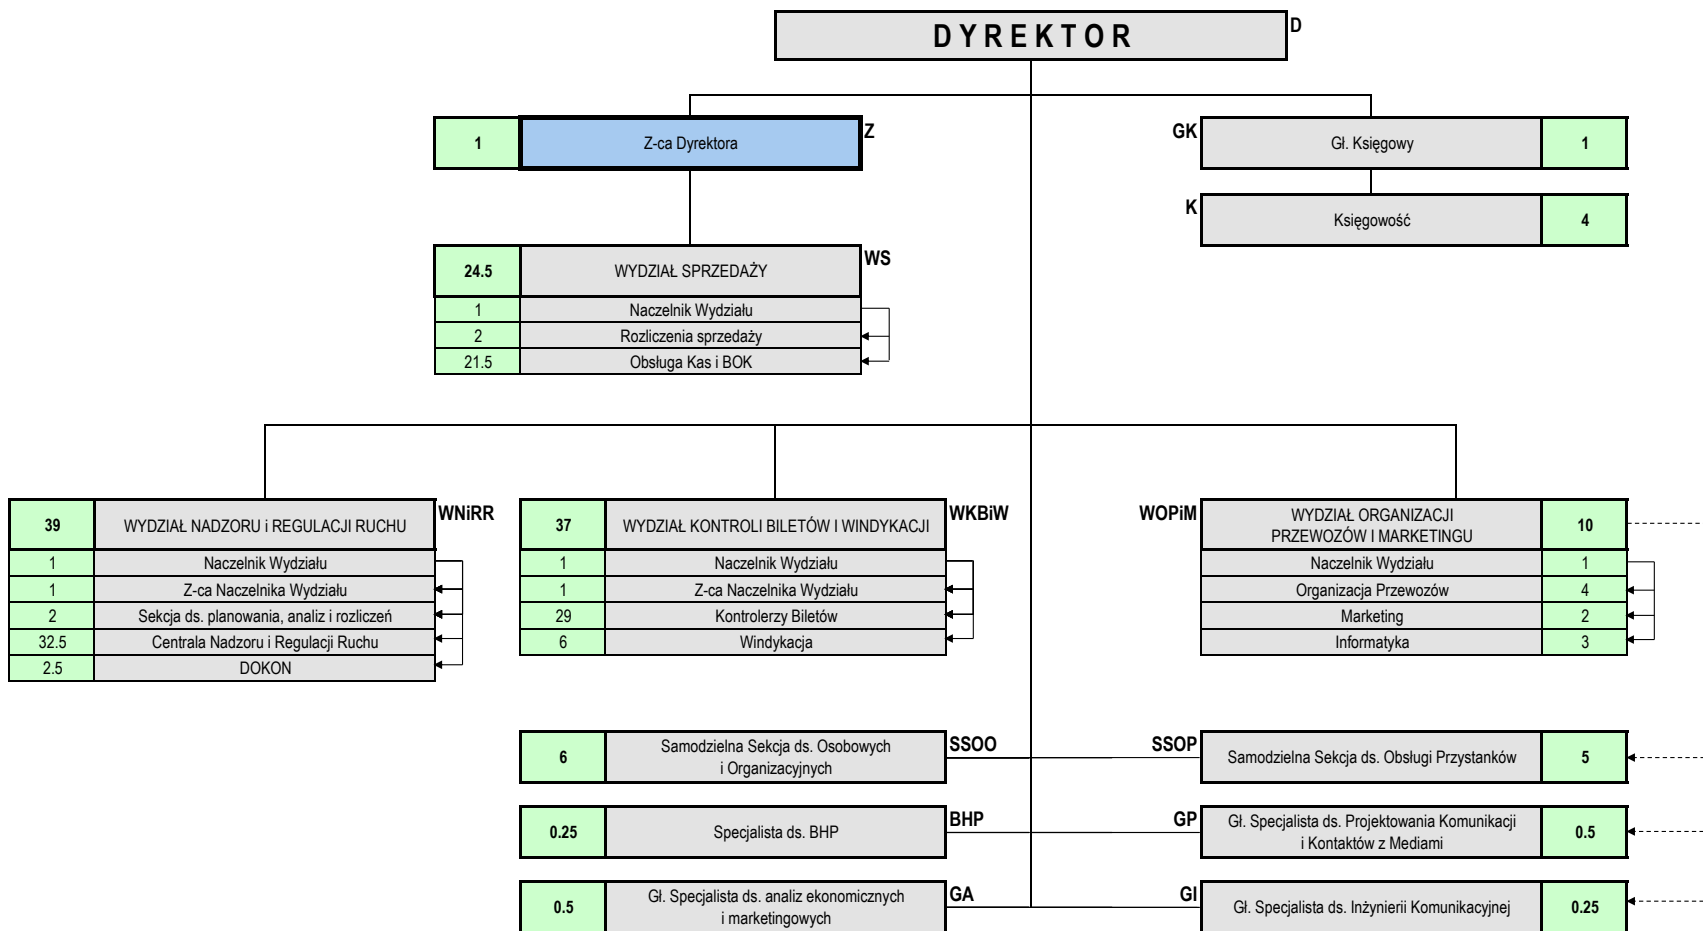 DYREKTOR
D
1
Z-ca Dyrektora
Z
GK
Gł. Księgowy
1
K
Księgowość
4
24.5
WYDZIAŁ SPRZEDAŻY
WS
1
Naczelnik Wydziału
2
Rozliczenia sprzedaży
21.5
Obsługa Kas i BOK
39
WYDZIAŁ NADZORU i REGULACJI RUCHU
WNiRR
1
Naczelnik Wydziału
1
Z-ca Naczelnika Wydziału
2
Sekcja ds. planowania, analiz i rozliczeń
32.5
Centrala Nadzoru i Regulacji Ruchu
2.5
DOKON
37
WYDZIAŁ KONTROLI BILETÓW I WINDYKACJI
WKBiW
1
Naczelnik Wydziału
1
Z-ca Naczelnika Wydziału
29
Kontrolerzy Biletów
6
Windykacja
WOPiM
WYDZIAŁ ORGANIZACJI
PRZEWOZÓW I MARKETINGU
10
Naczelnik Wydziału
1
Organizacja Przewozów
4
Marketing
2
Informatyka
3
6
Samodzielna Sekcja ds. Osobowych
i Organizacyjnych
SSOO
SSOP
Samodzielna Sekcja ds. Obsługi Przystanków
5
0.25
Specjalista ds. BHP
BHP
GP
Gł. Specjalista ds. Projektowania Komunikacji
i Kontaktów z Mediami
0.5
0.5
Gł. Specjalista ds. analiz ekonomicznych
i marketingowych
GA
GI
Gł. Specjalista ds. Inżynierii Komunikacyjnej
0.25